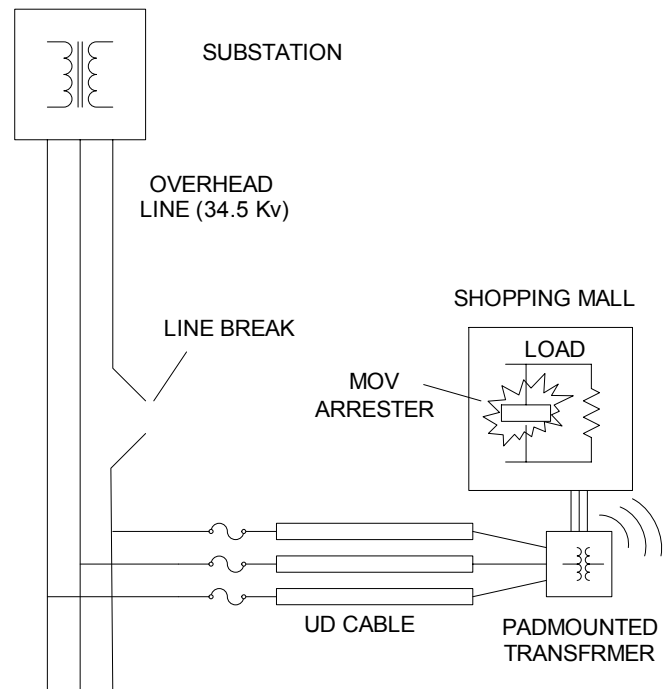 SUBSTATION
OVERHEAD
LINE (34.5 Kv)
SHOPPING MALL
LINE BREAK
LOAD
MOV
ARRESTER
UD CABLE
PADMOUNTED
TRANSFRMER